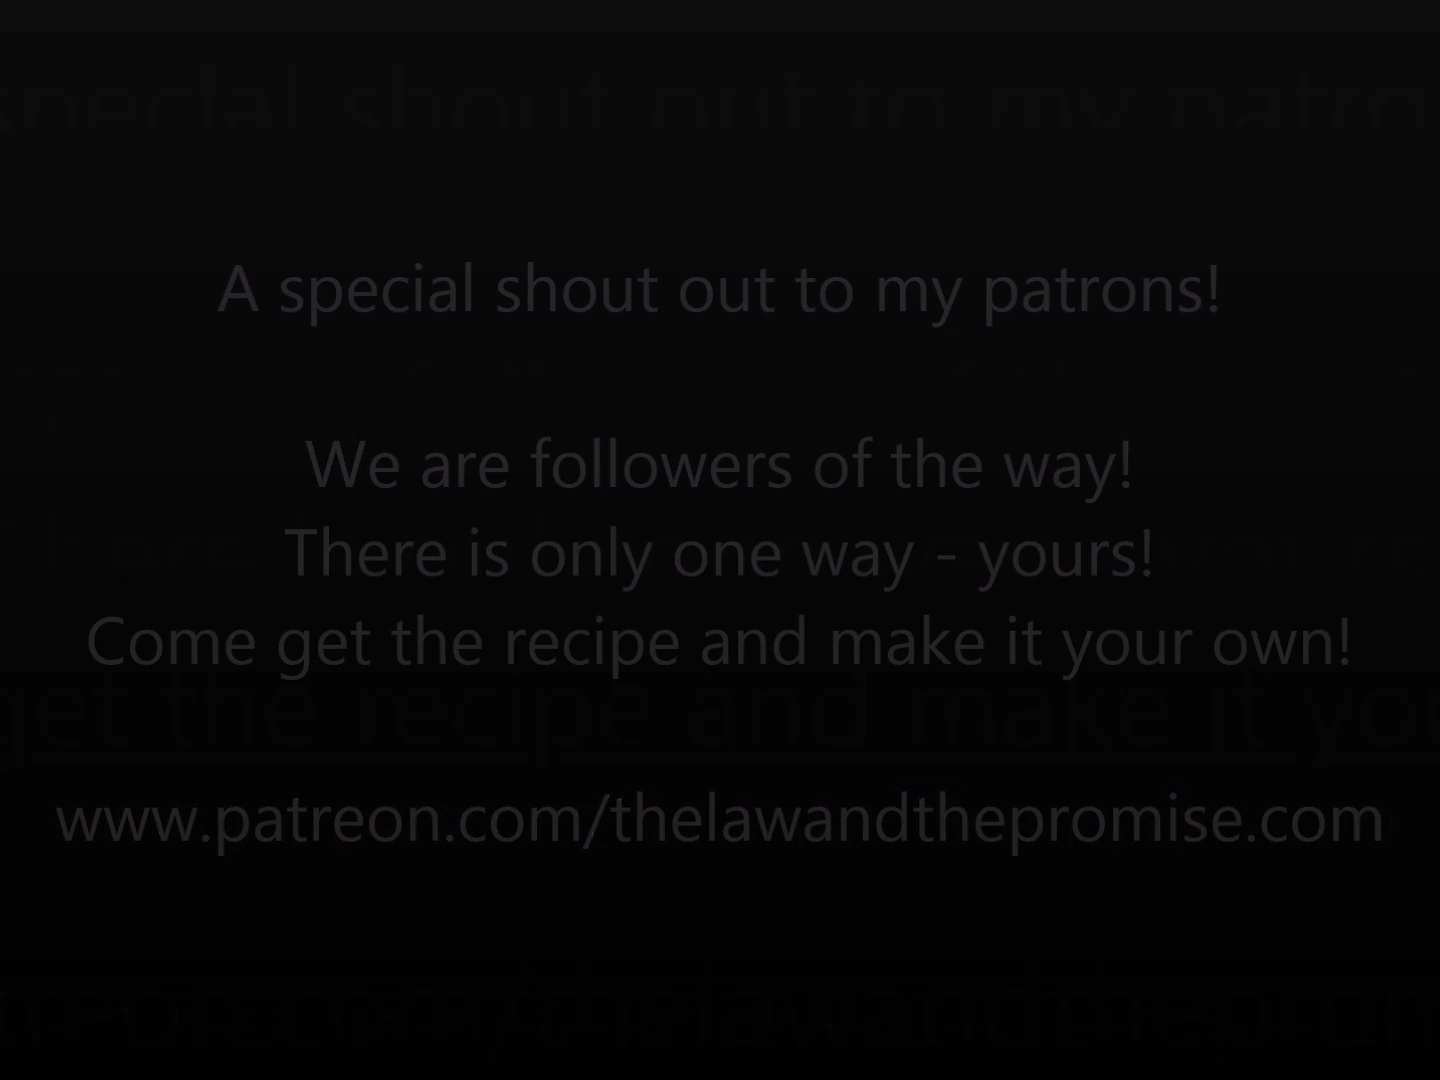 A special shout out to my patrons!
We are followers of the way!
There is only one way - yours!
Come get the recipe and make it your own!
www.patreon.com/thelawandthepromise.com